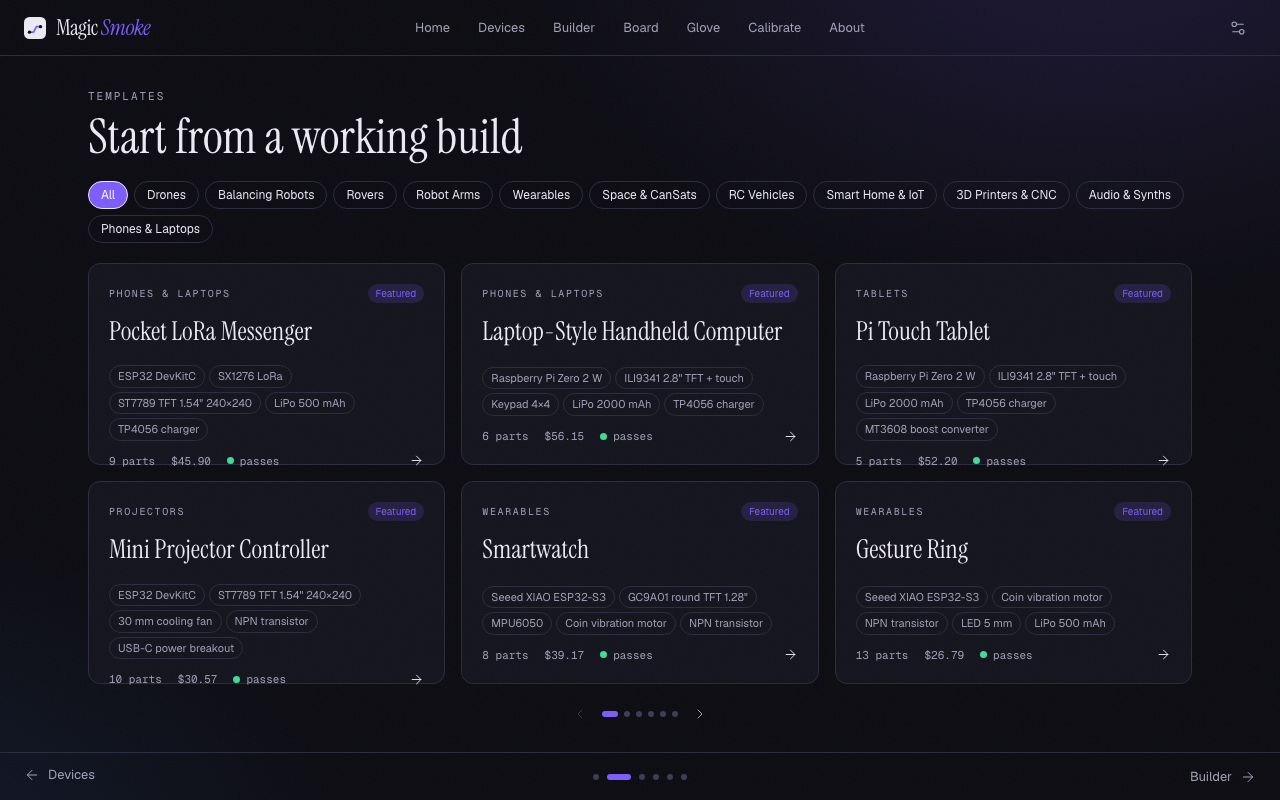 Magic Smoke
Home Devices Builder Board Glove Calibrate About
TEMPLATES
Start from a working build
All Drones Balancing Robots Rovers Robot Arms Wearables Space & CanSats RC Vehicles Smart Home & IoT 3D Printers & CNC Audio & Synths
Phones & Laptops
PHONES & LAPTOPS Featured
Pocket LoRa Messenger
ESP32 DevKitC SX1276 LoRa
ST7789 TFT 1.54" 240×240 LiPo 500 mAh
TP4056 charger
9 parts $45.90 passes
PHONES & LAPTOPS Featured
Laptop-Style Handheld Computer
Raspberry Pi Zero 2 W ILI9341 2.8" TFT + touch
Keypad 4×4 LiPo 2000 mAh TP4056 charger
6 parts $56.15 passes
TABLETS Featured
Pi Touch Tablet
Raspberry Pi Zero 2 W ILI9341 2.8" TFT + touch
LiPo 2000 mAh TP4056 charger
MT3608 boost converter
5 parts $52.20 passes
PROJECTORS Featured
Mini Projector Controller
ESP32 DevKitC ST7789 TFT 1.54" 240×240
30 mm cooling fan NPN transistor
USB-C power breakout
10 parts $30.57 passes
WEARABLES Featured
Smartwatch
Seeed XIAO ESP32-S3 GC9A01 round TFT 1.28"
MPU6050 Coin vibration motor NPN transistor
8 parts $39.17 passes
WEARABLES Featured
Gesture Ring
Seeed XIAO ESP32-S3 Coin vibration motor
NPN transistor LED 5 mm LiPo 500 mAh
13 parts $26.79 passes
Devices
Builder